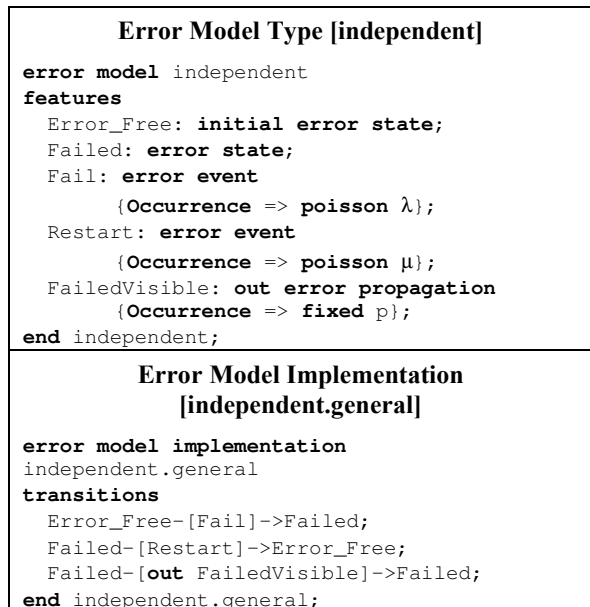 Error Model Type [independent]
error model independent
features
Error_Free: initial error state;
Failed: error state;
Fail: error event
{Occurrence => poisson λ};
Restart: error event
{Occurrence => poisson μ};
FailedVisible: out error propagation
{Occurrence => fixed p};
end independent;
Error Model Implementation
[independent.general]
error model implementation
independent.general
transitions
Error_Free-[Fail]->Failed;
Failed-[Restart]->Error_Free;
Failed-[out FailedVisible]->Failed;
end independent.general;